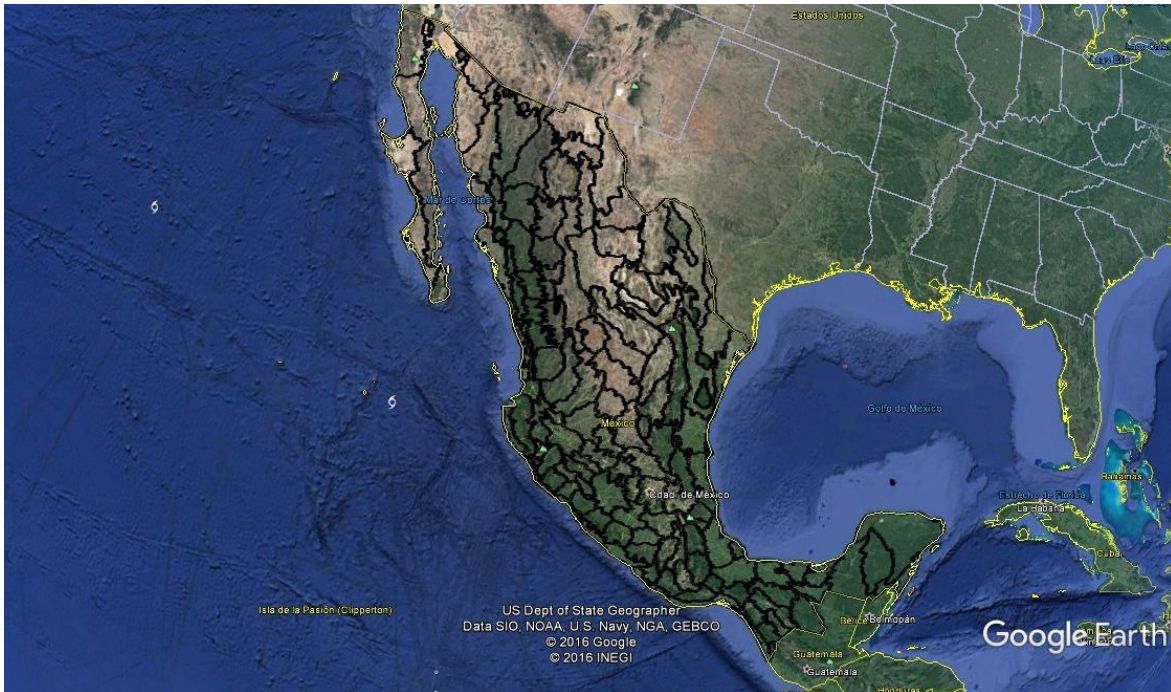 Estados Unidos
Mar de Cortés
Golfo de México
México
Cdad. de México
Estrecho de Florida
La Habana
Bahamas
Cuba
Isla de la Pasión (Clipperton)
Belice
Belmopán
US Dept of State Geographer
Data SIO, NOAA, U.S. Navy, NGA, GEBCO
© 2016 Google
© 2016 INEGI
Google Earth
Guatemala
Guatemala
Honduras